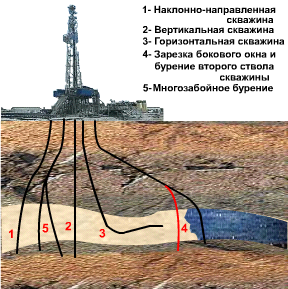 1- Наклонно-направленная
скважина
2- Вертикальная скважина
3- Горизонтальная скважина
4- Зарезка бокового окна и
бурение второго ствола
скважины
5- Многозабойное бурение
1 5 2 3 4